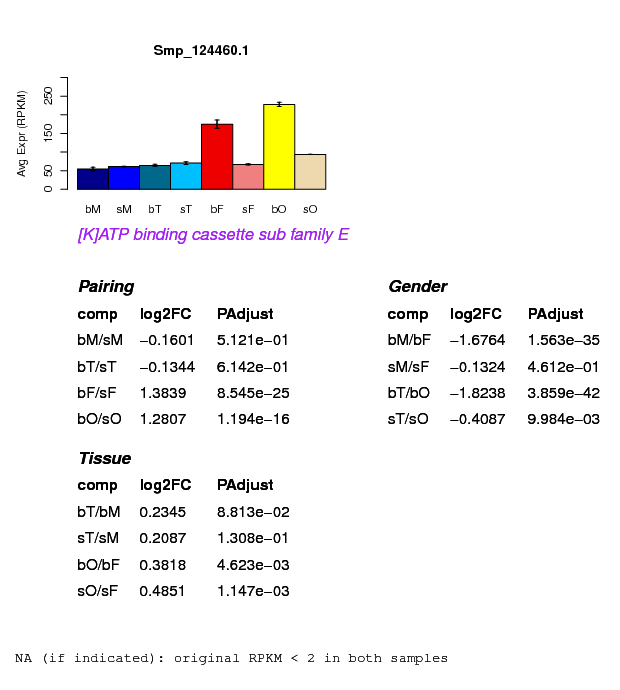 Smp_124460.1
Avg Expr (RPKM)
0 50 150 250
bM sM bT sT bF sF bO sO
[K]ATP binding cassette sub family E
Pairing
comp log2FC PAdjust
bM/sM −0.1601 5.121e−01
bT/sT −0.1344 6.142e−01
bF/sF 1.3839 8.545e−25
bO/sO 1.2807 1.194e−16
Gender
comp log2FC PAdjust
bM/bF −1.6764 1.563e−35
sM/sF −0.1324 4.612e−01
bT/bO −1.8238 3.859e−42
sT/sO −0.4087 9.984e−03
Tissue
comp log2FC PAdjust
bT/bM 0.2345 8.813e−02
sT/sM 0.2087 1.308e−01
bO/bF 0.3818 4.623e−03
sO/sF 0.4851 1.147e−03
NA (if indicated): original RPKM < 2 in both samples